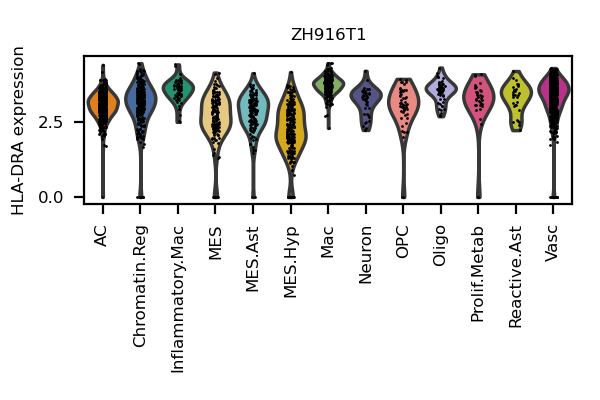 ZH916T1
HLA-DRA expression
2.5
0.0
AC
Chromatin.Reg
Inflammatory.Mac
MES
MES.Ast
MES.Hyp
Mac
Neuron
OPC
Oligo
Prolif.Metab
Reactive.Ast
Vasc